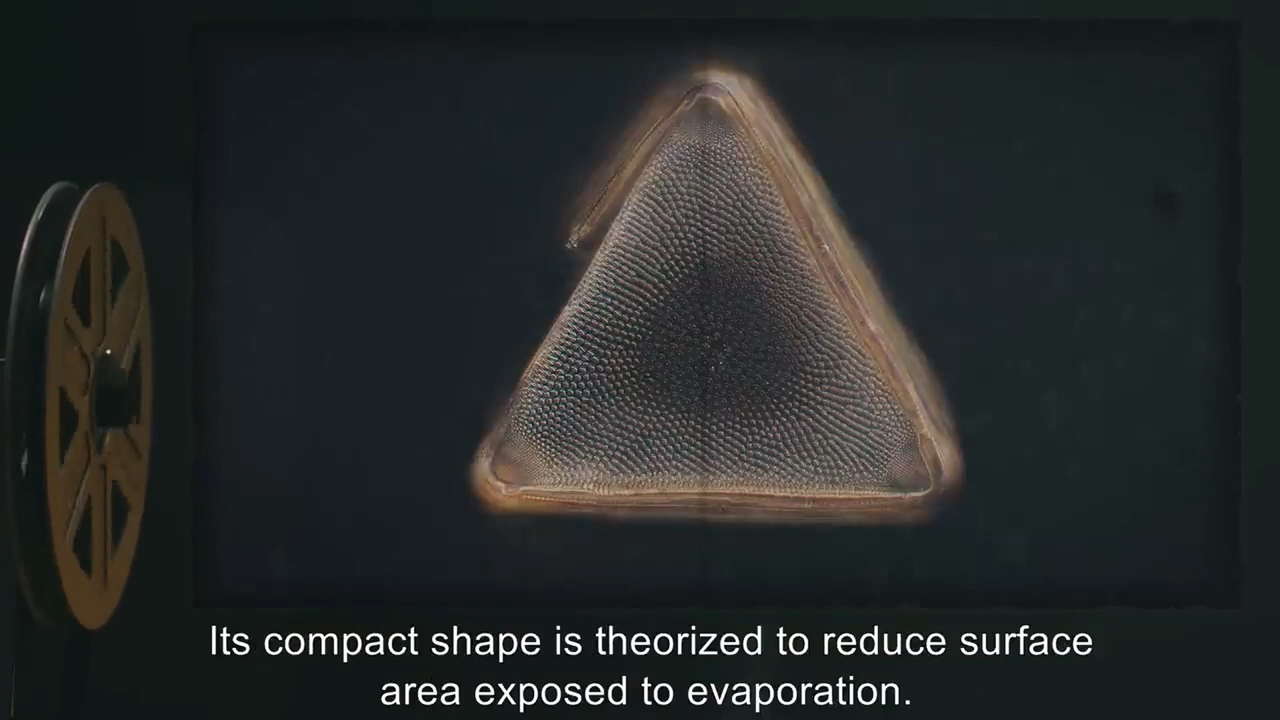 Its compact shape is theorized to reduce surface
area exposed to evaporation.